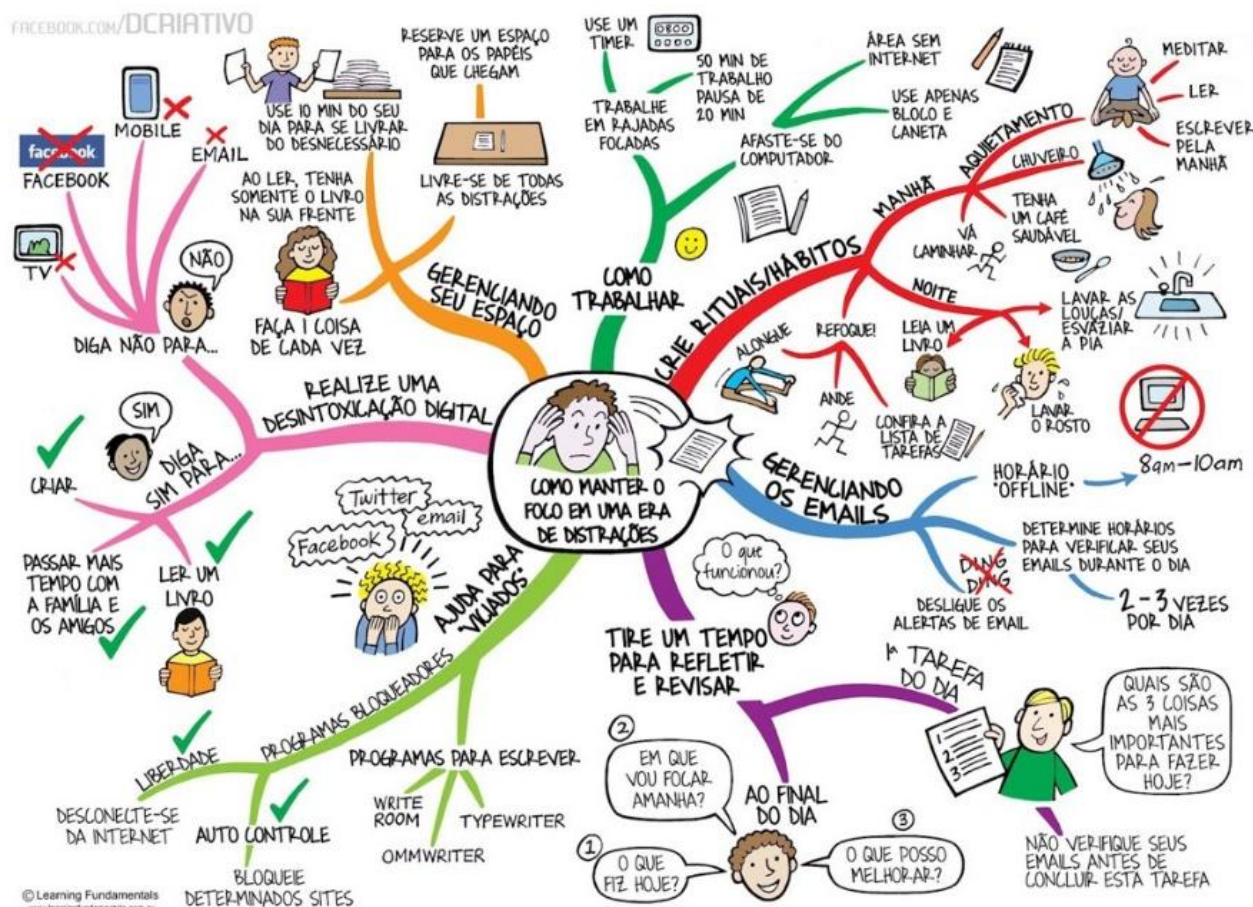 FACEBOOK.COM/DCRIATIVO
facebook
FACEBOOK
MOBILE
EMAIL
TV
NÃO
DIGA NÃO PARA...
REALIZE UMA
DESINTOXICAÇÃO DIGITAL
SIM
DIGA
SIM PARA...
CRIAR
PASSAR MAIS
TEMPO COM
A FAMÍLIA E
OS AMIGOS
LER UM
LIVRO
USE 10 MIN DO SEU
DIA PARA SE LIVRAR
DO DESNECESSÁRIO
RESERVE UM ESPAÇO
PARA OS PAPÉIS
QUE CHEGAM
LIVRE-SE DE TODAS
AS DISTRAÇÕES
AO LER, TENHA
SOMENTE O LIVRO
NA SUA FRENTE
FAÇA 1 COISA
DE CADA VEZ
GERENCIANDO
SEU ESPAÇO
USE UM
TIMER
0800
50 MIN DE
TRABALHO
PAUSA DE
20 MIN
TRABALHE
EM RAJADAS
FOCADAS
ÁREA SEM
INTERNET
USE APENAS
BLOCO E
CANETA
AFASTE-SE DO
COMPUTADOR
COMO
TRABALHAR
CRIE RITUAIS/HÁBITOS
MANHÃ
AQUIETAMENTO
MEDITAR
LER
ESCREVER
PELA
MANHÃ
CHUVEIRO
TENHA
UM CAFÉ
SAUDÁVEL
VÁ
CAMINHAR
NOITE
LEIA UM
LIVRO
LAVAR AS
LOUÇAS/
ESVAZIAR
A PIA
LAVAR
O ROSTO
REFOQUE!
ALONGUE
ANDE
CONFIRA A
LISTA DE
TAREFAS
COMO MANTER O
FOCO EM UMA ERA
DE DISTRAÇÕES
GERENCIANDO
OS EMAILS
HORÁRIO
"OFFLINE"
8am-10am
DETERMINE HORÁRIOS
PARA VERIFICAR SEUS
EMAILS DURANTE O DIA
2-3 VEZES
POR DIA
DING
DING
DESLIGUE OS
ALERTAS DE EMAIL
O que
funcionou?
TIRE UM TEMPO
PARA REFLETIR
E REVISAR
1ª TAREFA
DO DIA
1
2
3
QUAIS SÃO
AS 3 COISAS
MAIS
IMPORTANTES
PARA FAZER
HOJE?
NÃO VERIFIQUE SEUS
EMAILS ANTES DE
CONCLUIR ESTA TAREFA
AO FINAL
DO DIA
1
O QUE
FIZ HOJE?
2
EM QUE
VOU FOCAR
AMANHA?
3
O QUE POSSO
MELHORAR?
Twitter
email
Facebook
AJUDA PARA
"VICIADOS"
PROGRAMAS BLOQUEADORES
LIBERDADE
DESCONECTE-SE
DA INTERNET
AUTO CONTROLE
BLOQUEIE
DETERMINADOS SITES
PROGRAMAS PARA ESCREVER
WRITE
ROOM
OMMWRITER
TYPEWRITER
© Learning Fundamentals